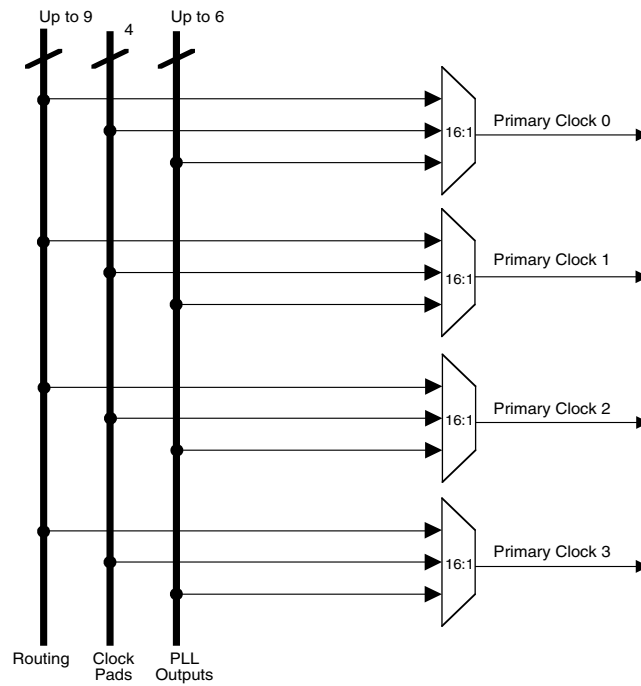 Up to 9
4
Up to 6
16:1
Primary Clock 0
16:1
Primary Clock 1
16:1
Primary Clock 2
16:1
Primary Clock 3
Routing
Clock
Pads
PLL
Outputs